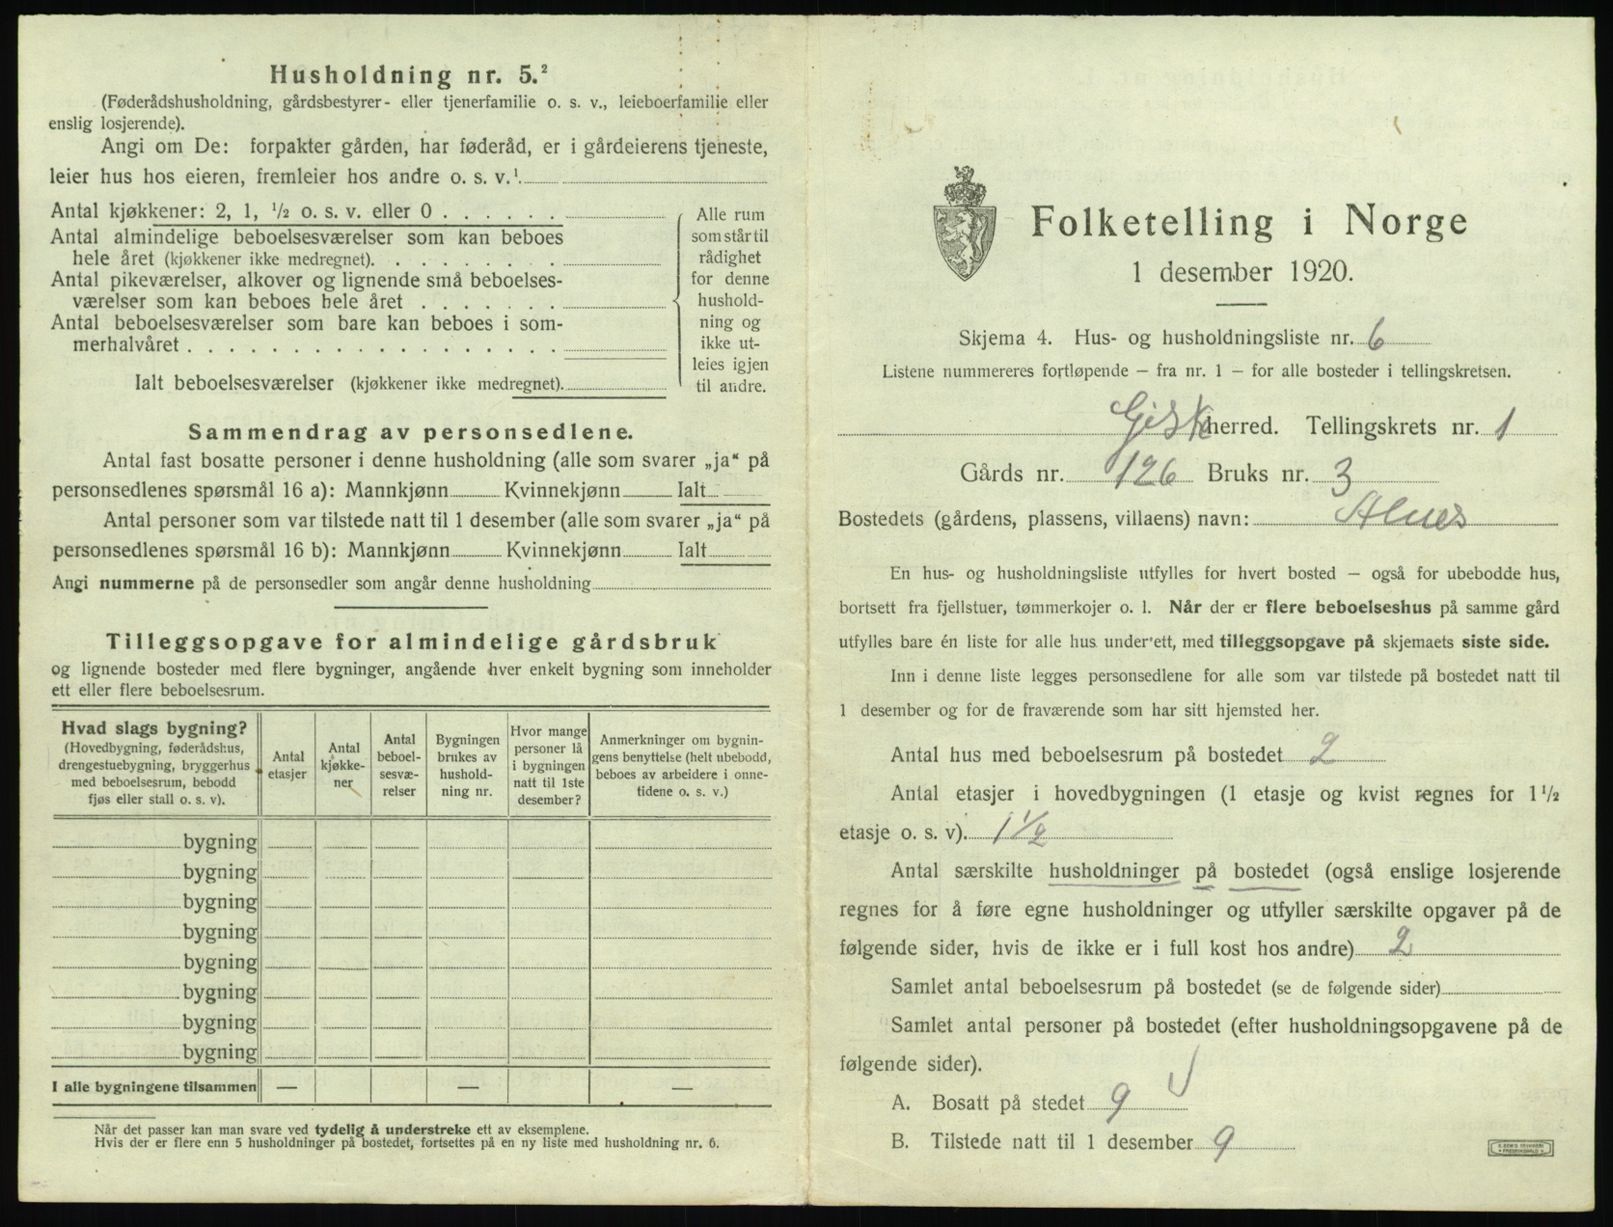 Husholdning nr. 5.²
(Føderådshusholdning, gårdsbestyrer- eller tjenerfamilie o. s. v., leieboerfamilie eller
enslig losjerende).
Angi om De: forpakter gården, har føderåd, er i gårdeierens tjeneste,
leier hus hos eieren, fremleier hos andre o. s. v.¹.
Antal kjøkkener: 2, 1, ½ o. s. v. eller 0 . . . . . .
Antal almindelige beboelsesværelser som kan beboes
hele året (kjøkkener ikke medregnet). . . . . . . . .
Antal pikeværelser, alkover og lignende små beboelses-
værelser som kan beboes hele året . . . . . . .
Antal beboelsesværelser som bare kan beboes i som-
merhalvåret . . . . . . . . . . . . . . . . . .
Ialt beboelsesværelser (kjøkkener ikke medregnet).
Alle rum
som står til
rådighet
for denne
hushold-
ning og
ikke ut-
leies igjen
til andre.
Sammendrag av personsedlene.
Antal fast bosatte personer i denne husholdning (alle som svarer „ja“ på
personsedlenes spørsmål 16 a): Mannkjønn Kvinnekjønn Ialt
Antal personer som var tilstede natt til 1 desember (alle som svarer „ja“ på
personsedlenes spørsmål 16 b): Mannkjønn Kvinnekjønn Ialt
Angi nummerne på de personsedler som angår denne husholdning
Tilleggsopgave for almindelige gårdsbruk
og lignende bosteder med flere bygninger, angående hver enkelt bygning som inneholder
ett eller flere beboelsesrum.
Hvad slags bygning?
(Hovedbygning, føderådshus,
drengestuebygning, bryggerhus
med beboelsesrum, bebodd
fjøs eller stall o. s. v).
Antal
etasjer
Antal
kjøkke-
ner
Antal
beboel-
sesvæ-
relser
Bygningen
brukes av
hushold-
ning nr.
Hvor mange
personer lå
i bygningen
natt til 1ste
desember?
Anmerkninger om bygnin-
gens benyttelse (helt ubebodd,
beboes av arbeidere i onne-
tidene o. s. v.)
bygning
bygning
bygning
bygning
bygning
bygning
bygning
bygning
I alle bygningene tilsammen — — —
Når det passer kan man svare ved tydelig å understreke ett av eksemplene.
Hvis der er flere enn 5 husholdninger på bostedet, fortsettes på en ny liste med husholdning nr. 6.
Folketelling i Norge
1 desember 1920.
Skjema 4. Hus- og husholdningsliste nr. 6
Listene nummereres fortløpende – fra nr. 1 – for alle bosteder i tellingskretsen.
Giske herred. Tellingskrets nr. 1
Gårds nr. 126 Bruks nr. 3
Bostedets (gårdens, plassens, villaens) navn: Alnes
En hus- og husholdningsliste utfylles for hvert bosted – også for ubebodde hus,
bortsett fra fjellstuer, tømmerkojer o. l. Når der er flere beboelseshus på samme gård
utfylles bare én liste for alle hus under ett, med tilleggsopgave på skjemaets siste side.
Inn i denne liste legges personsedlene for alle som var tilstede på bostedet natt til
1 desember og for de fraværende som har sitt hjemsted her.
Antal hus med beboelsesrum på bostedet 2
Antal etasjer i hovedbygningen (1 etasje og kvist regnes for 1½
etasje o. s. v). 1½
Antal særskilte husholdninger på bostedet (også enslige losjerende
regnes for å føre egne husholdninger og utfyller særskilte opgaver på de
følgende sider, hvis de ikke er i full kost hos andre) 2
Samlet antal beboelsesrum på bostedet (se de følgende sider)
Samlet antal personer på bostedet (efter husholdningsopgavene på de
følgende sider).
A. Bosatt på stedet 9
B. Tilstede natt til 1 desember 9